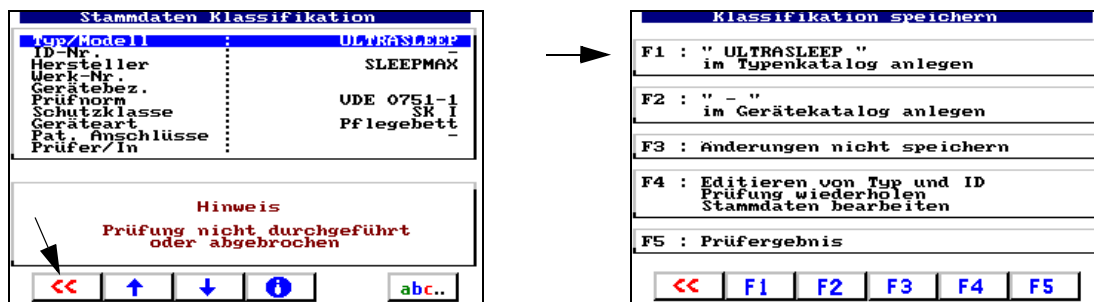 Stammdaten Klassifikation
Typ/Modell : ULTRASLEEP
ID-Nr. : –
Hersteller : SLEEPMAX
Werk-Nr. :
Gerätebez. :
Prüfnorm : VDE 0751-1
Schutzklasse : SK I
Geräteart : Pflegebett
Pat. Anschlüsse : –
Prüfer/In :
Hinweis
Prüfung nicht durchgeführt
oder abgebrochen
<< abc..
Klassifikation speichern
F1 : " ULTRASLEEP "
im Typenkatalog anlegen
F2 : " – "
im Gerätekatalog anlegen
F3 : Änderungen nicht speichern
F4 : Editieren von Typ und ID
Prüfung wiederholen
Stammdaten bearbeiten
F5 : Prüfergebnis
<< F1 F2 F3 F4 F5